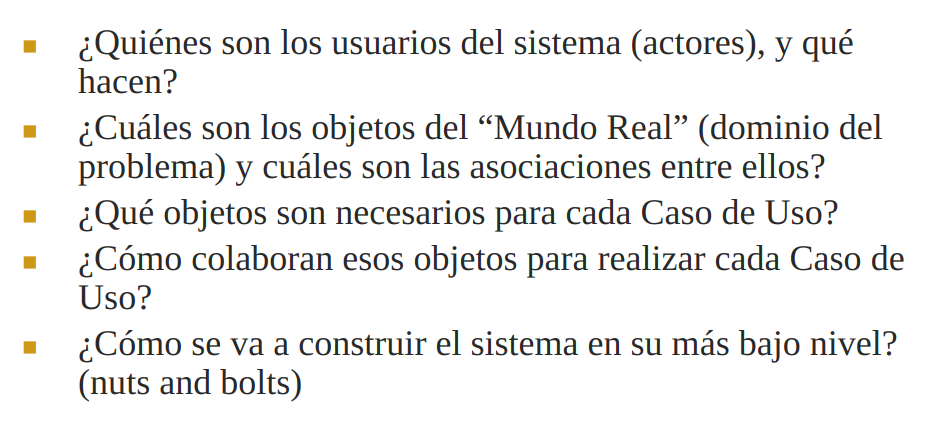 ¿Quiénes son los usuarios del sistema (actores), y qué
hacen?
¿Cuáles son los objetos del “Mundo Real” (dominio del
problema) y cuáles son las asociaciones entre ellos?
¿Qué objetos son necesarios para cada Caso de Uso?
¿Cómo colaboran esos objetos para realizar cada Caso de
Uso?
¿Cómo se va a construir el sistema en su más bajo nivel?
(nuts and bolts)